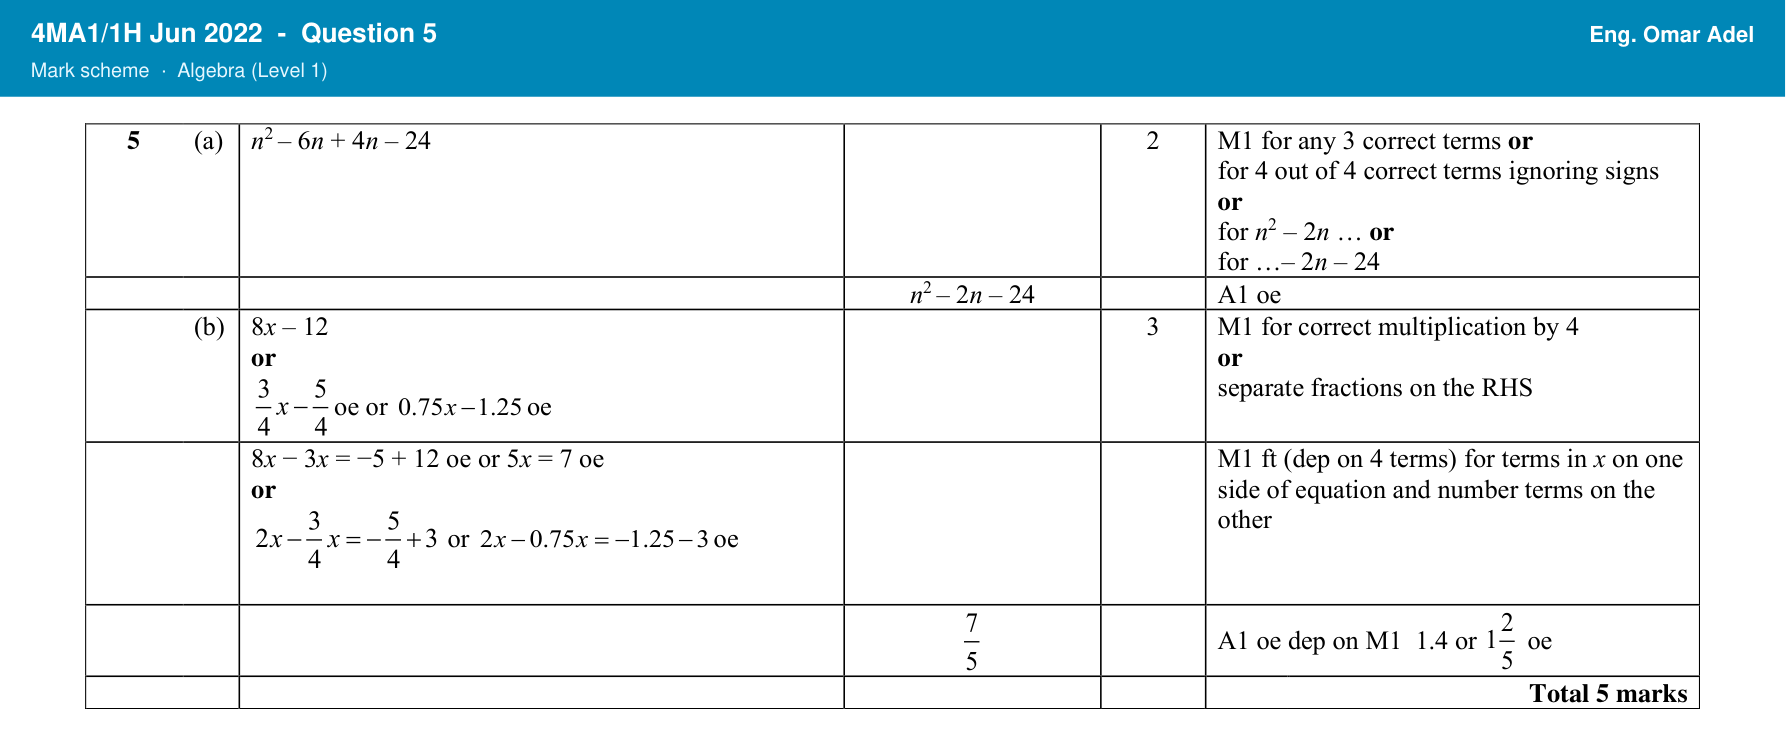 4MA1/1H Jun 2022 - Question 5
Eng. Omar Adel
Mark scheme · Algebra (Level 1)
5 (a) n² – 6n + 4n – 24 2 M1 for any 3 correct terms or
for 4 out of 4 correct terms ignoring signs
or
for n² – 2n … or
for …– 2n – 24
n² – 2n – 24 A1 oe
(b) 8x – 12 3 M1 for correct multiplication by 4
or or
3/4 x – 5/4 oe or 0.75x – 1.25 oe separate fractions on the RHS
8x − 3x = −5 + 12 oe or 5x = 7 oe M1 ft (dep on 4 terms) for terms in x on one
or side of equation and number terms on the
other
2x – 3/4 x = – 5/4 + 3 or 2x – 0.75x = –1.25 – 3 oe
7/5 A1 oe dep on M1 1.4 or 1 2/5 oe
Total 5 marks